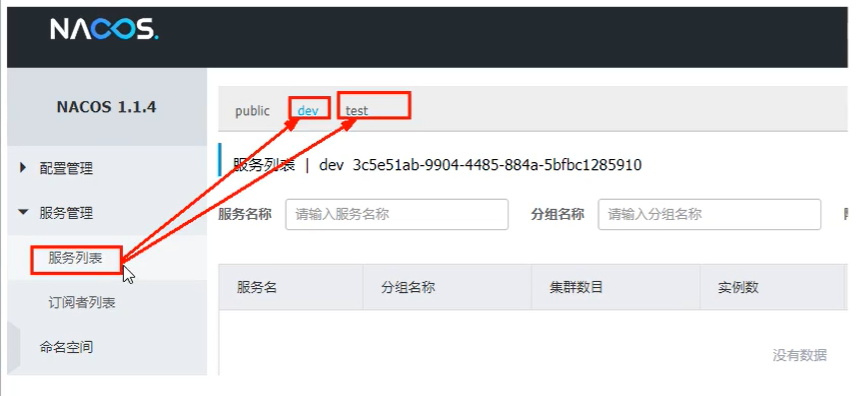 NACOS.
NACOS 1.1.4
public dev test
配置管理
服务列表 | dev 3c5e51ab-9904-4485-884a-5bfbc1285910
服务管理
服务名称 请输入服务名称 分组名称 请输入分组名称
服务列表
服务名 分组名称 集群数目 实例数
订阅者列表
命名空间
没有数据